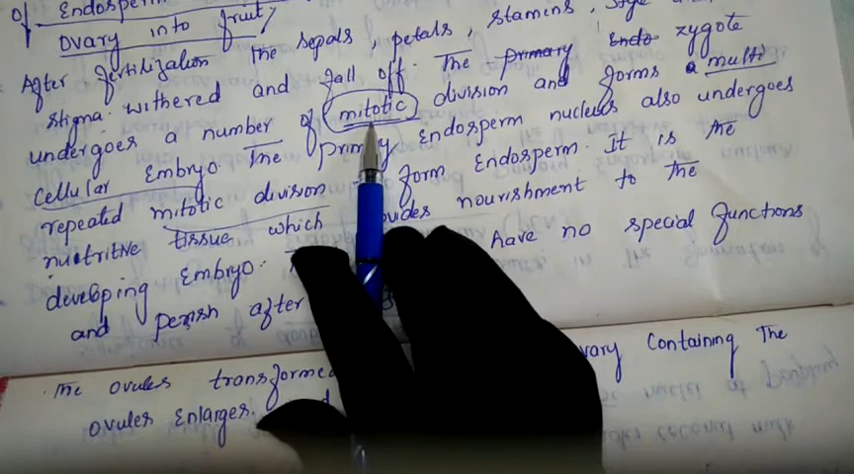 of Endosperm
Ovary into fruit
After fertilization the sepals, petals, stamens, style
stigma withered and fall off. The primary Endo zygote
undergoes a number of mitotic division and forms a multi
Cellular Embryo. The primary Endosperm nucleus also undergoes
repeated mitotic division form Endosperm. It is the
nutritive tissue which nourishment to the
developing Embryo. have no special functions
and perish after
The ovules transformed Containing The
ovules Enlarges.